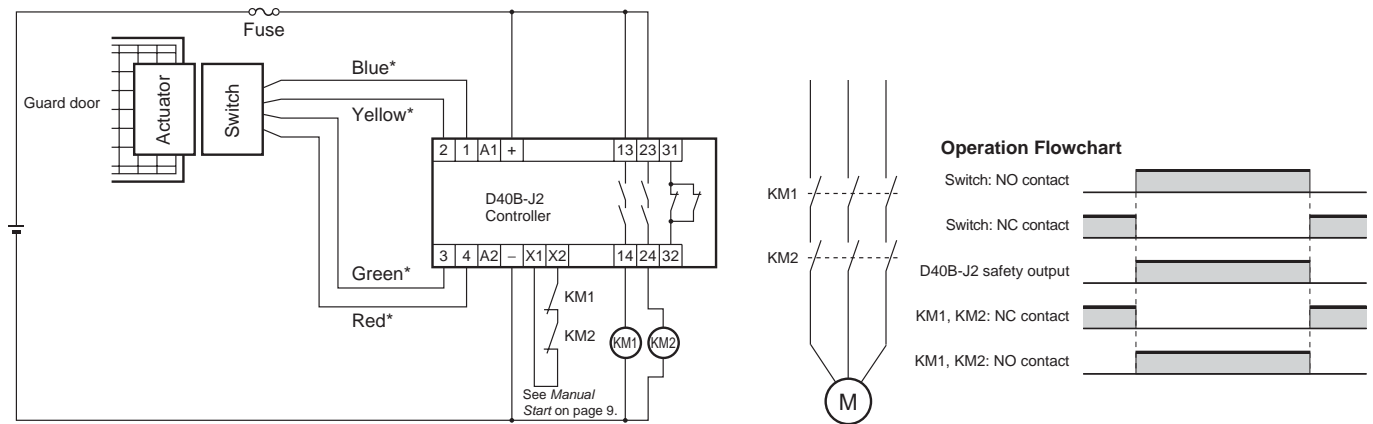 Fuse
Guard door
Actuator
Switch
Blue*
Yellow*
2 1 A1 + 13 23 31
D40B-J2
Controller
3 4 A2 – X1 X2 14 24 32
Green*
Red*
KM1
KM2
KM1 KM2
See Manual
Start on page 9.
KM1
KM2
M
Operation Flowchart
Switch: NO contact
Switch: NC contact
D40B-J2 safety output
KM1, KM2: NC contact
KM1, KM2: NO contact